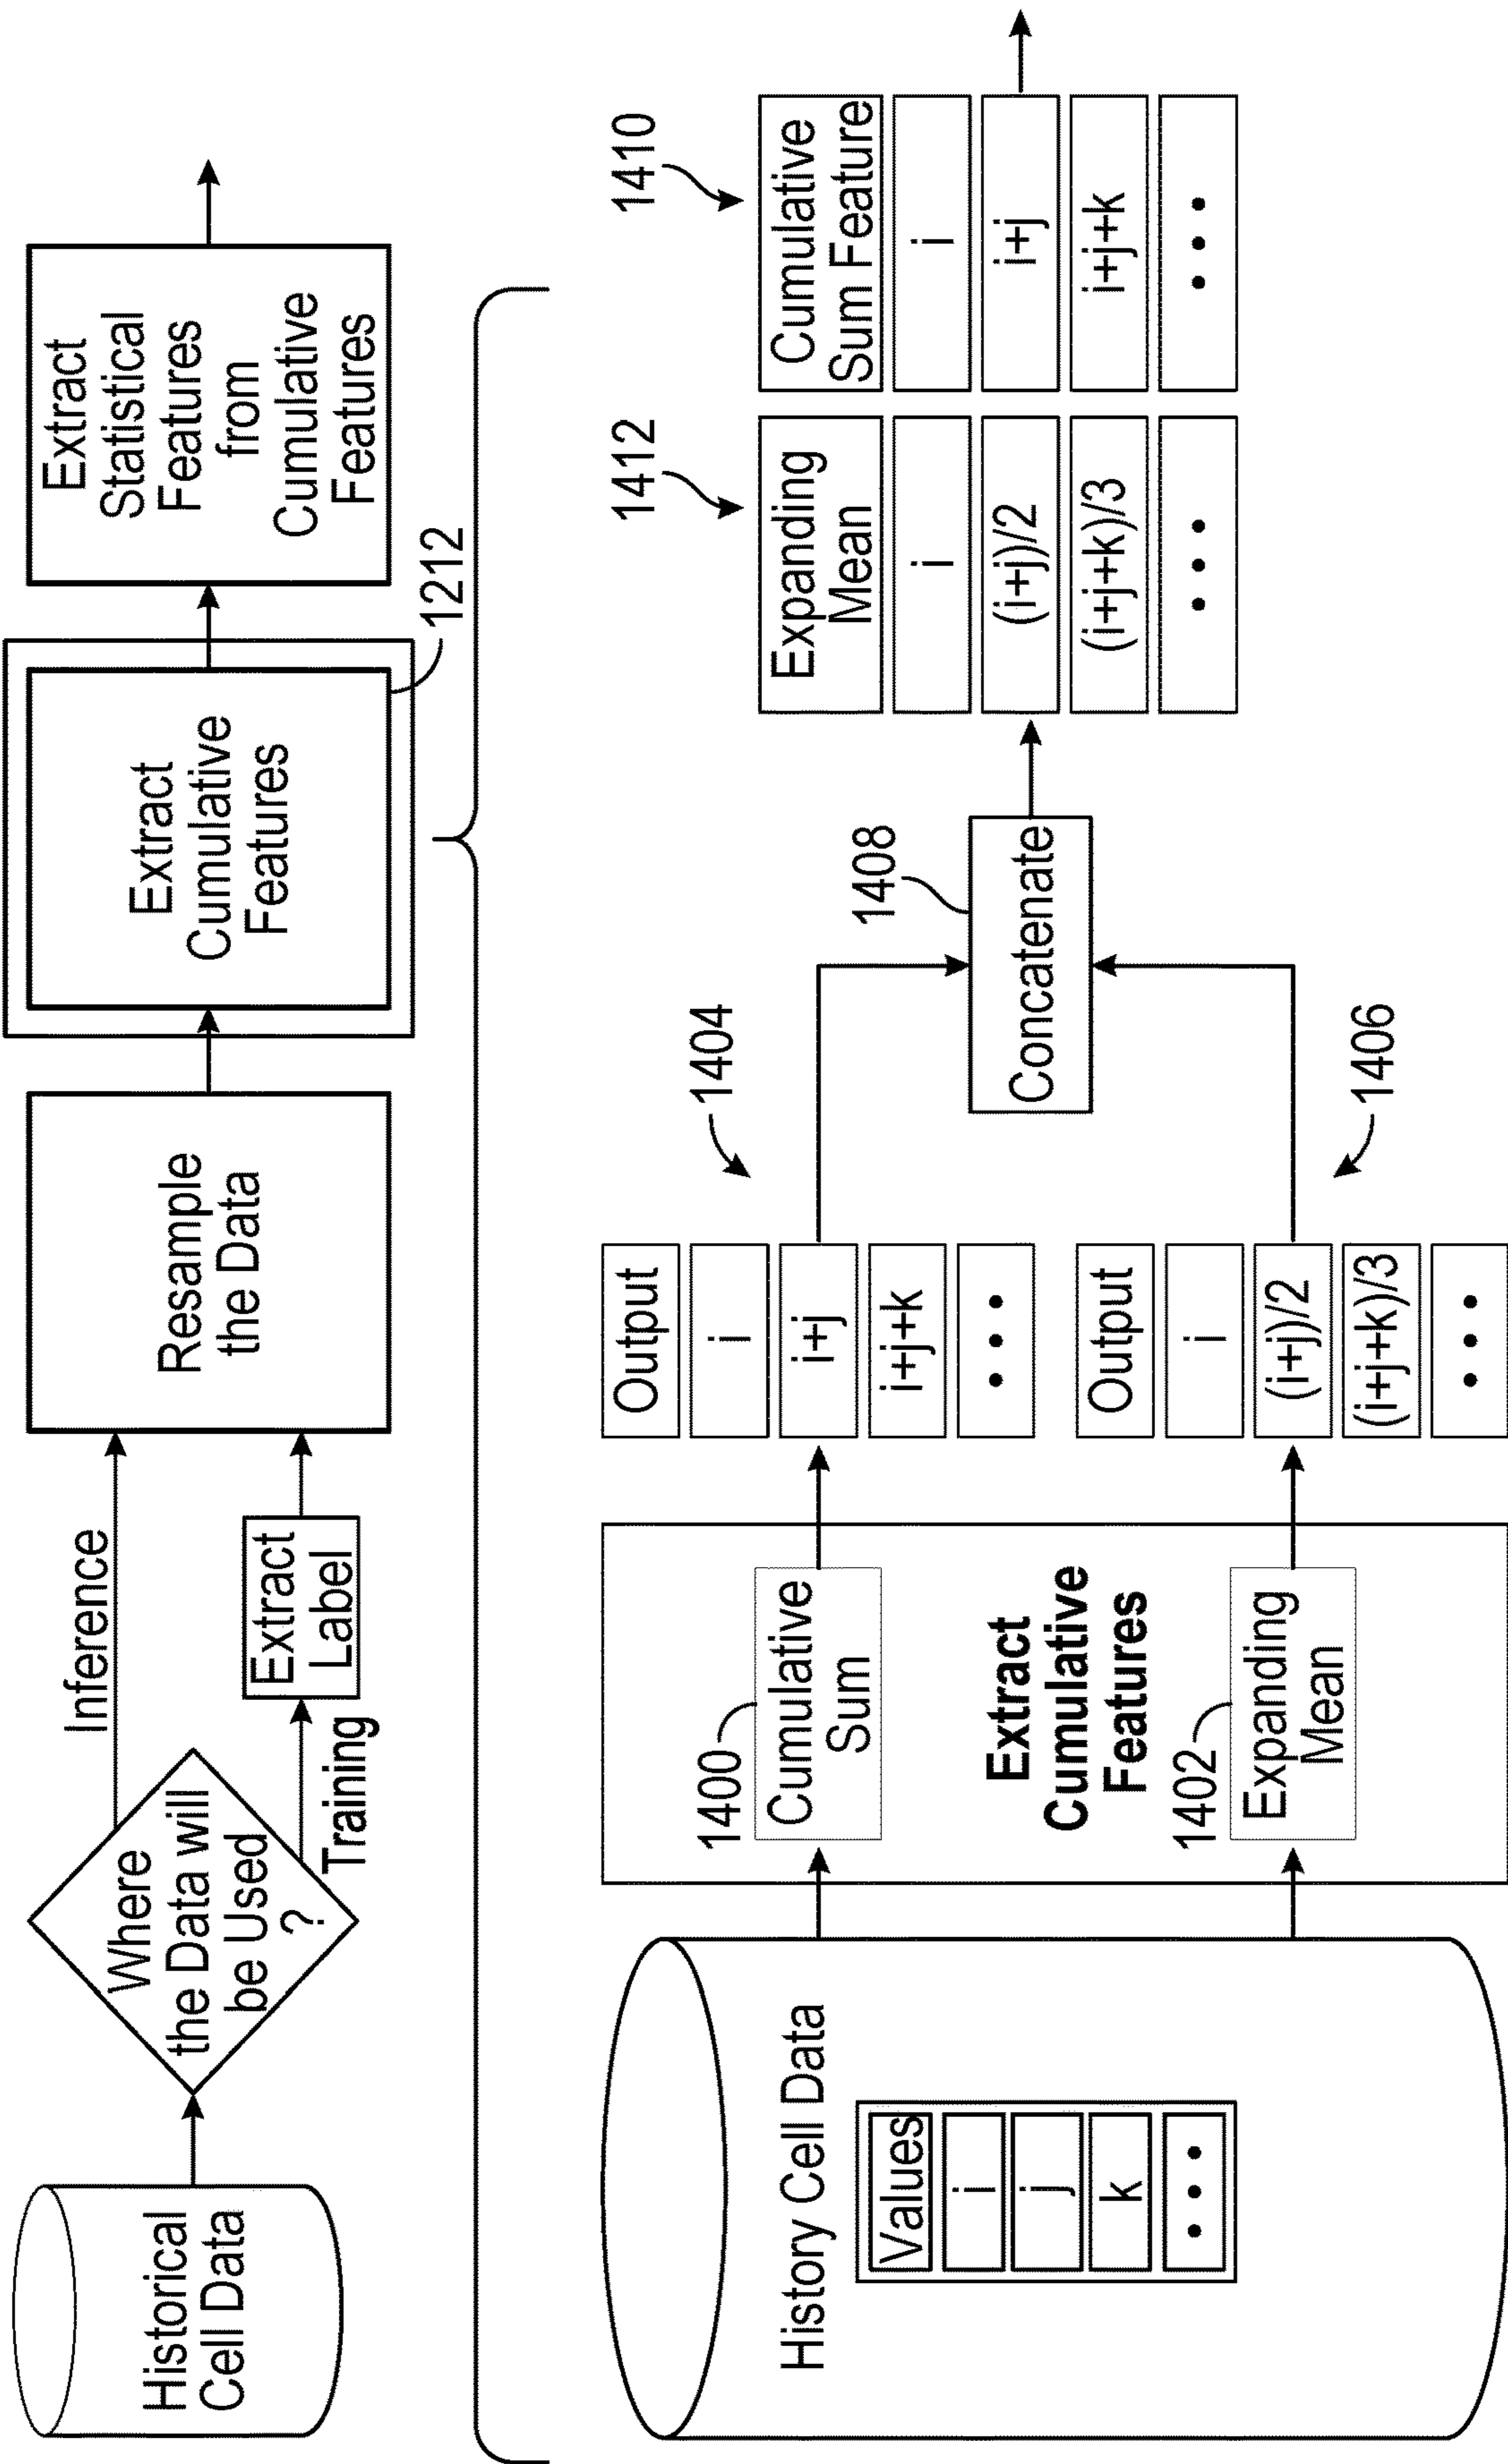 Historical
Cell Data
Where
the Data will
be Used
?
Inference
Training
Extract
Label
Resample
the Data
Extract
Cumulative
Features
1212
Extract
Statistical
Features
from
Cumulative
Features
History Cell Data
Values
i
j
k
• • •
1400
Cumulative
Sum
Extract
Cumulative
Features
1402
Expanding
Mean
1404
Output
i
i+j
i+j+k
• • •
Output
i
(i+j)/2
(i+j+k)/3
• • •
1406
1408
Concatenate
1412
Expanding
Mean
i
(i+j)/2
(i+j+k)/3
• • •
1410
Cumulative
Sum Feature
i
i+j
i+j+k
• • •